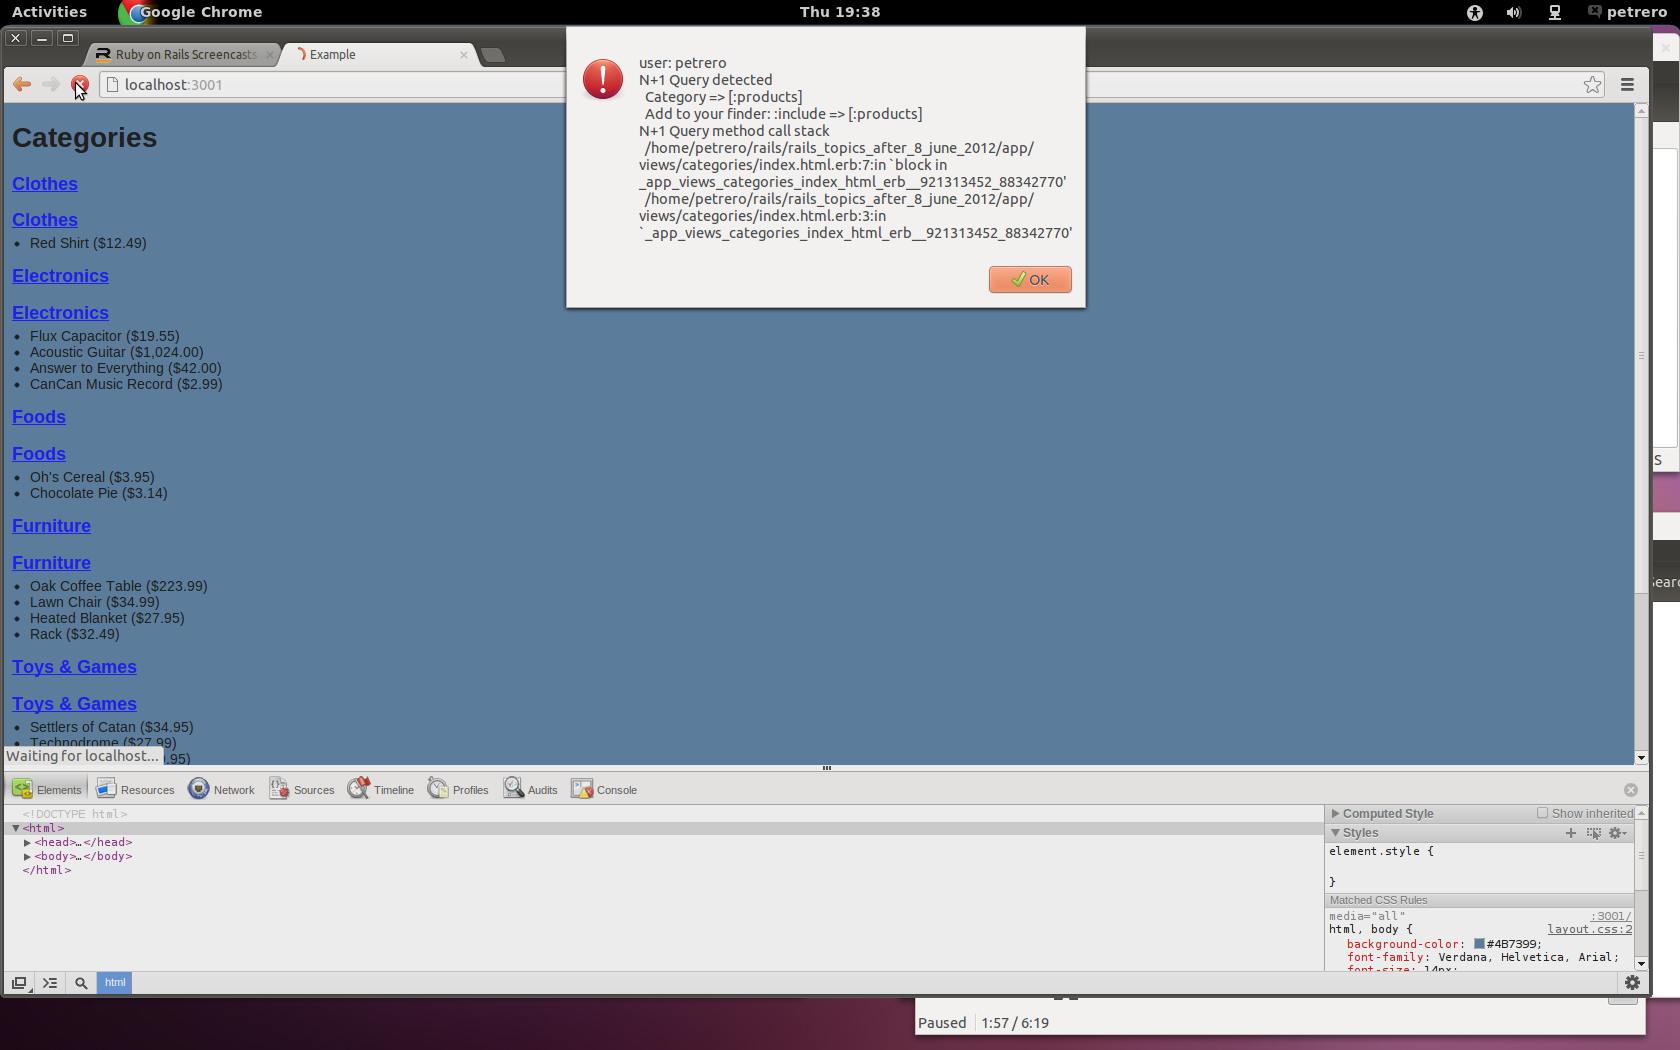 Activities
Google Chrome
Thu 19:38
petrero
Ruby on Rails Screencasts
Example
localhost:3001
user: petrero
N+1 Query detected
Category => [:products]
Add to your finder: :include => [:products]
N+1 Query method call stack
/home/petrero/rails/rails_topics_after_8_june_2012/app/
views/categories/index.html.erb:7:in `block in
_app_views_categories_index_html_erb__921313452_88342770'
/home/petrero/rails/rails_topics_after_8_june_2012/app/
views/categories/index.html.erb:3:in
`_app_views_categories_index_html_erb__921313452_88342770'
OK
Categories
Clothes
Clothes
Red Shirt ($12.49)
Electronics
Electronics
Flux Capacitor ($19.55)
Acoustic Guitar ($1,024.00)
Answer to Everything ($42.00)
CanCan Music Record ($2.99)
Foods
Foods
Oh's Cereal ($3.95)
Chocolate Pie ($3.14)
Furniture
Furniture
Oak Coffee Table ($223.99)
Lawn Chair ($34.99)
Heated Blanket ($27.95)
Rack ($32.49)
Toys & Games
Toys & Games
Settlers of Catan ($34.95)
Technodrome ($27.99)
.95)
Waiting for localhost...
S
Sear
Elements
Resources
Network
Sources
Timeline
Profiles
Audits
Console
<!DOCTYPE html>
<html>
<head>…</head>
<body>…</body>
</html>
Computed Style
Show inherited
Styles
element.style {
}
Matched CSS Rules
media="all"
:3001/
html, body {
layout.css:2
background-color: #4B7399;
font-family: Verdana, Helvetica, Arial;
font-size: 14px;
html
Paused
1:57 / 6:19